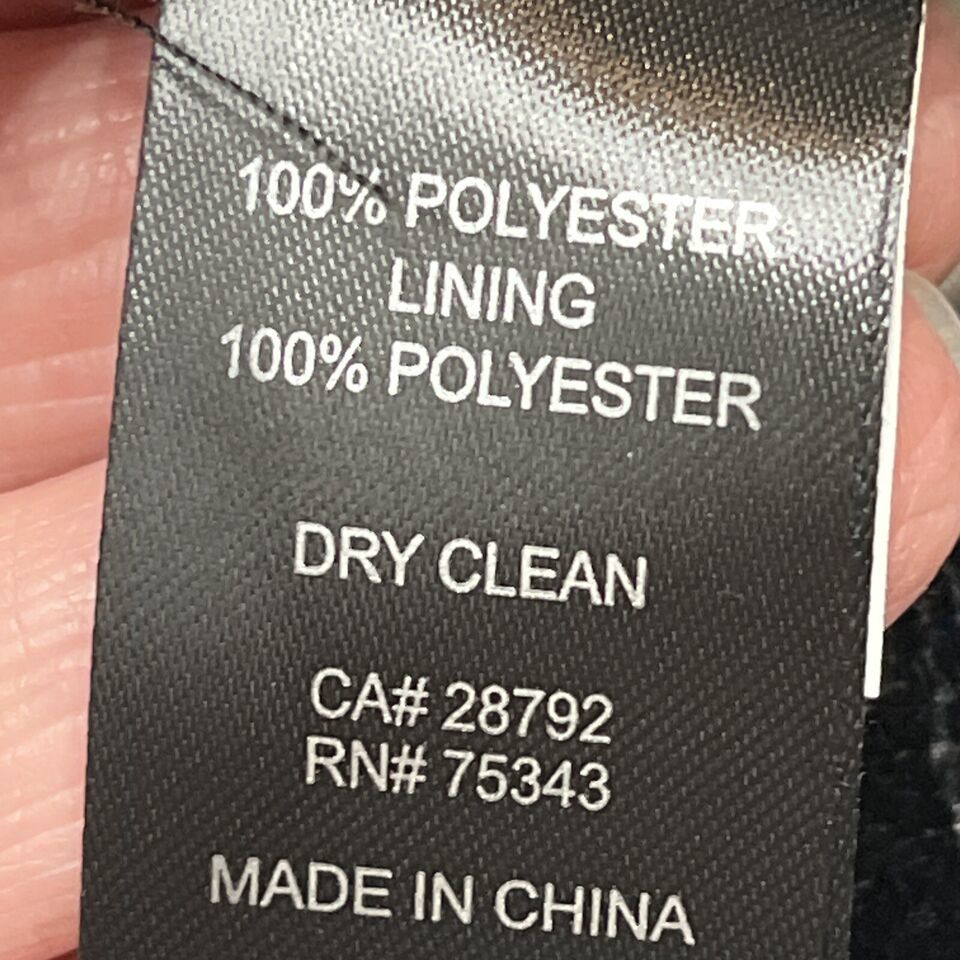 100% POLYESTER
LINING
100% POLYESTER
DRY CLEAN
CA# 28792
RN# 75343
MADE IN CHINA